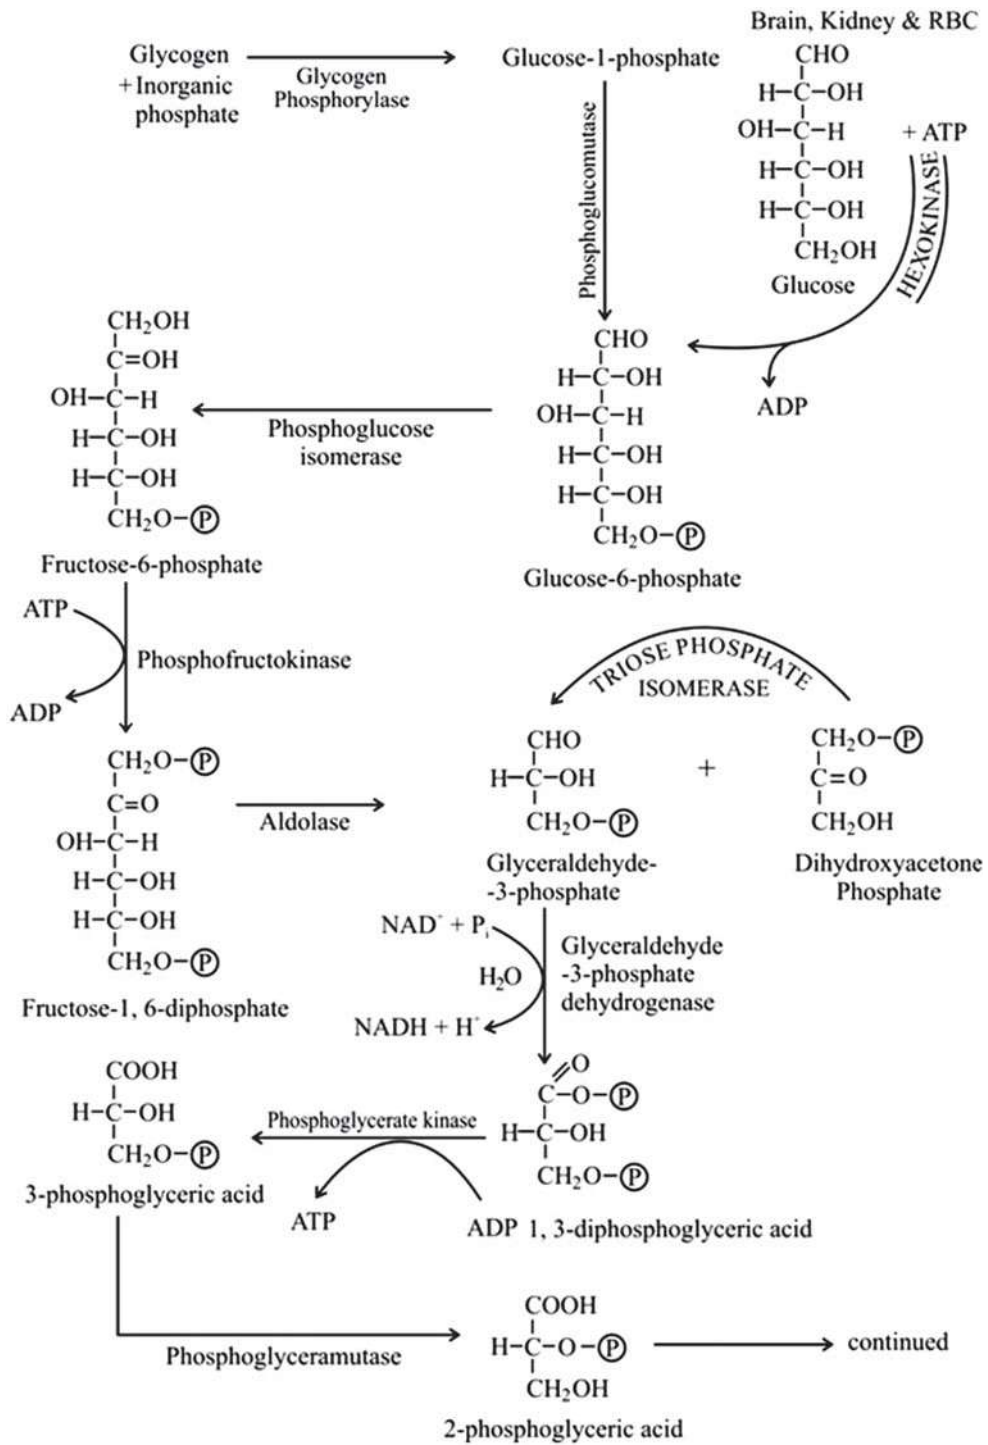 Brain, Kidney & RBC
Glycogen
+ Inorganic
phosphate
Glycogen
Phosphorylase
Glucose-1-phosphate
Phosphoglucomutase
CHO
H–C–OH
OH–C–H
H–C–OH
H–C–OH
CH₂OH
Glucose
+ ATP
HEXOKINASE
ADP
CHO
H–C–OH
OH–C–H
H–C–OH
H–C–OH
CH₂O–Ⓟ
Glucose-6-phosphate
Phosphoglucose
isomerase
CH₂OH
C=OH
OH–C–H
H–C–OH
H–C–OH
CH₂O–Ⓟ
Fructose-6-phosphate
ATP
Phosphofructokinase
ADP
CH₂O–Ⓟ
C=O
OH–C–H
H–C–OH
H–C–OH
CH₂O–Ⓟ
Fructose-1, 6-diphosphate
Aldolase
TRIOSE PHOSPHATE
ISOMERASE
CHO
H–C–OH
CH₂O–Ⓟ
Glyceraldehyde-
-3-phosphate
+
CH₂O–Ⓟ
C=O
CH₂OH
Dihydroxyacetone
Phosphate
NAD⁺ + Pᵢ
H₂O
NADH + H⁺
Glyceraldehyde
-3-phosphate
dehydrogenase
O
C–O–Ⓟ
H–C–OH
CH₂O–Ⓟ
ADP 1, 3-diphosphoglyceric acid
Phosphoglycerate kinase
ATP
COOH
H–C–OH
CH₂O–Ⓟ
3-phosphoglyceric acid
Phosphoglyceramutase
COOH
H–C–O–Ⓟ
CH₂OH
2-phosphoglyceric acid
continued